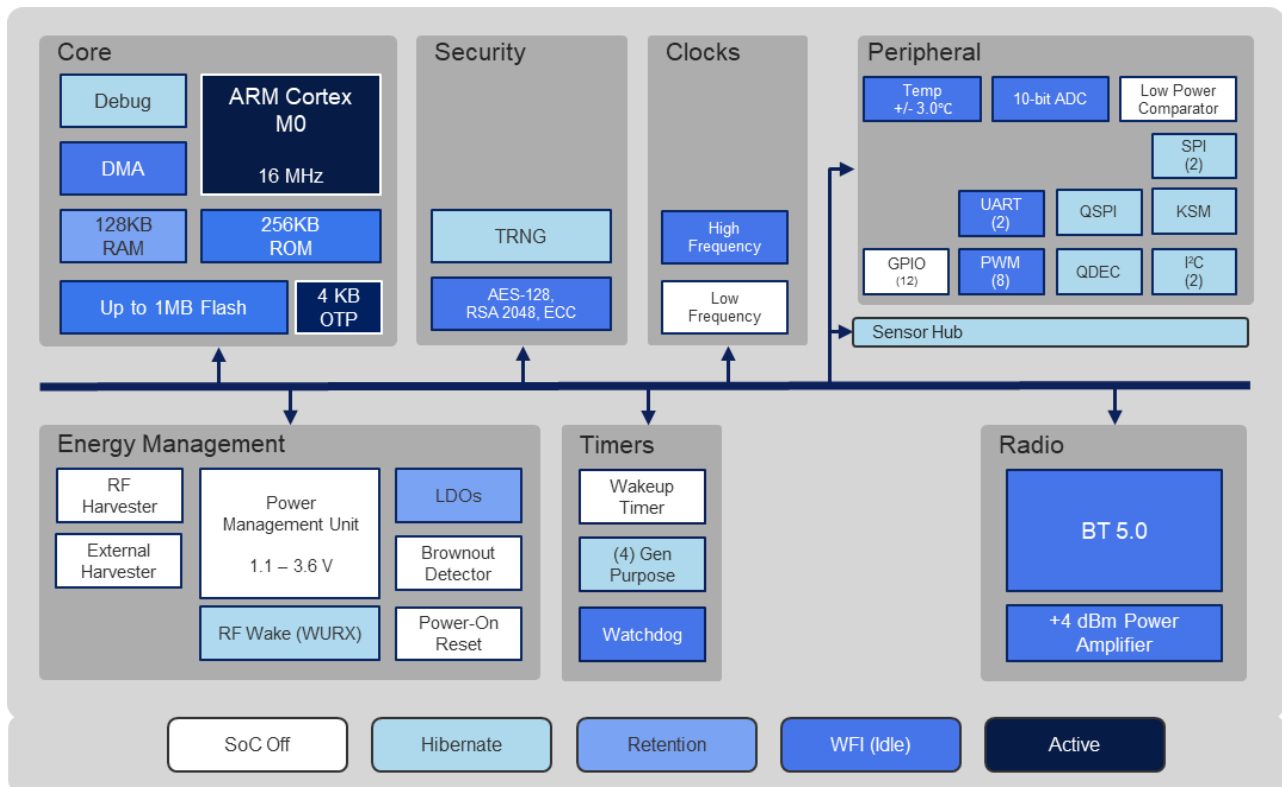 Core
Debug
ARM Cortex
M0
16 MHz
DMA
128KB
RAM
256KB
ROM
Up to 1MB Flash
4 KB
OTP
Security
TRNG
AES-128,
RSA 2048, ECC
Clocks
High
Frequency
Low
Frequency
Peripheral
Temp
+/- 3.0℃
10-bit ADC
Low Power
Comparator
SPI
(2)
UART
(2)
QSPI
KSM
GPIO
(12)
PWM
(8)
QDEC
I²C
(2)
Sensor Hub
Energy Management
RF
Harvester
External
Harvester
Power
Management Unit
1.1 – 3.6 V
RF Wake (WURX)
LDOs
Brownout
Detector
Power-On
Reset
Timers
Wakeup
Timer
(4) Gen
Purpose
Watchdog
Radio
BT 5.0
+4 dBm Power
Amplifier
SoC Off
Hibernate
Retention
WFI (Idle)
Active